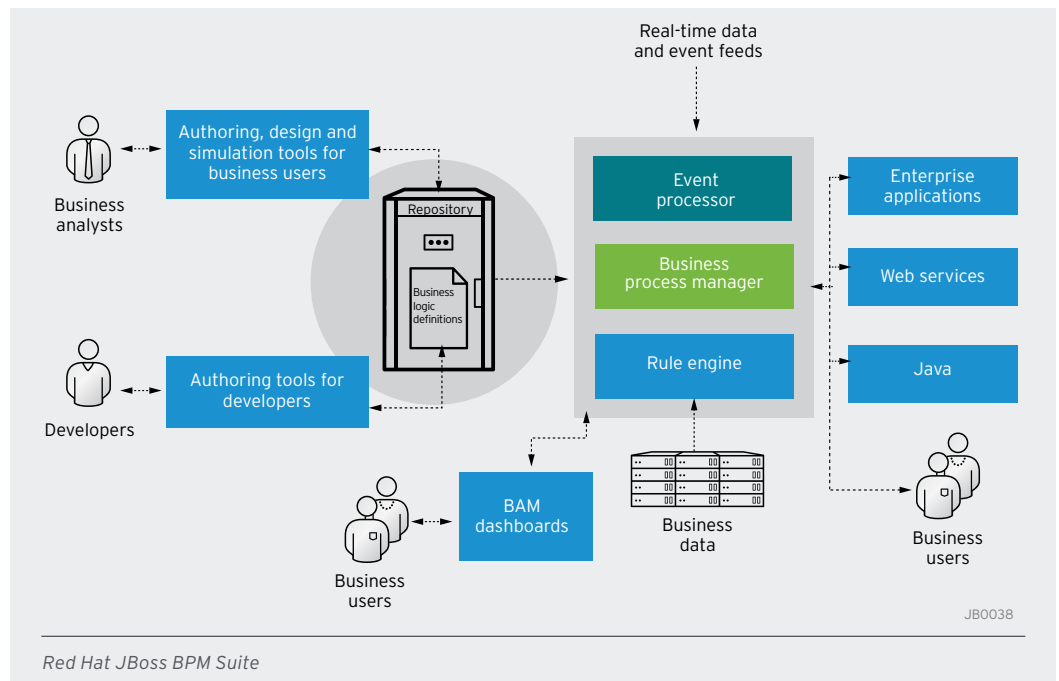 Real-time data
and event feeds
Authoring, design and
simulation tools for
business users
Business
analysts
Repository
Business
logic
definitions
Event
processor
Business
process manager
Rule engine
Enterprise
applications
Web services
Java
Authoring tools for
developers
Developers
BAM
dashboards
Business
users
Business
data
Business
users
JB0038
Red Hat JBoss BPM Suite